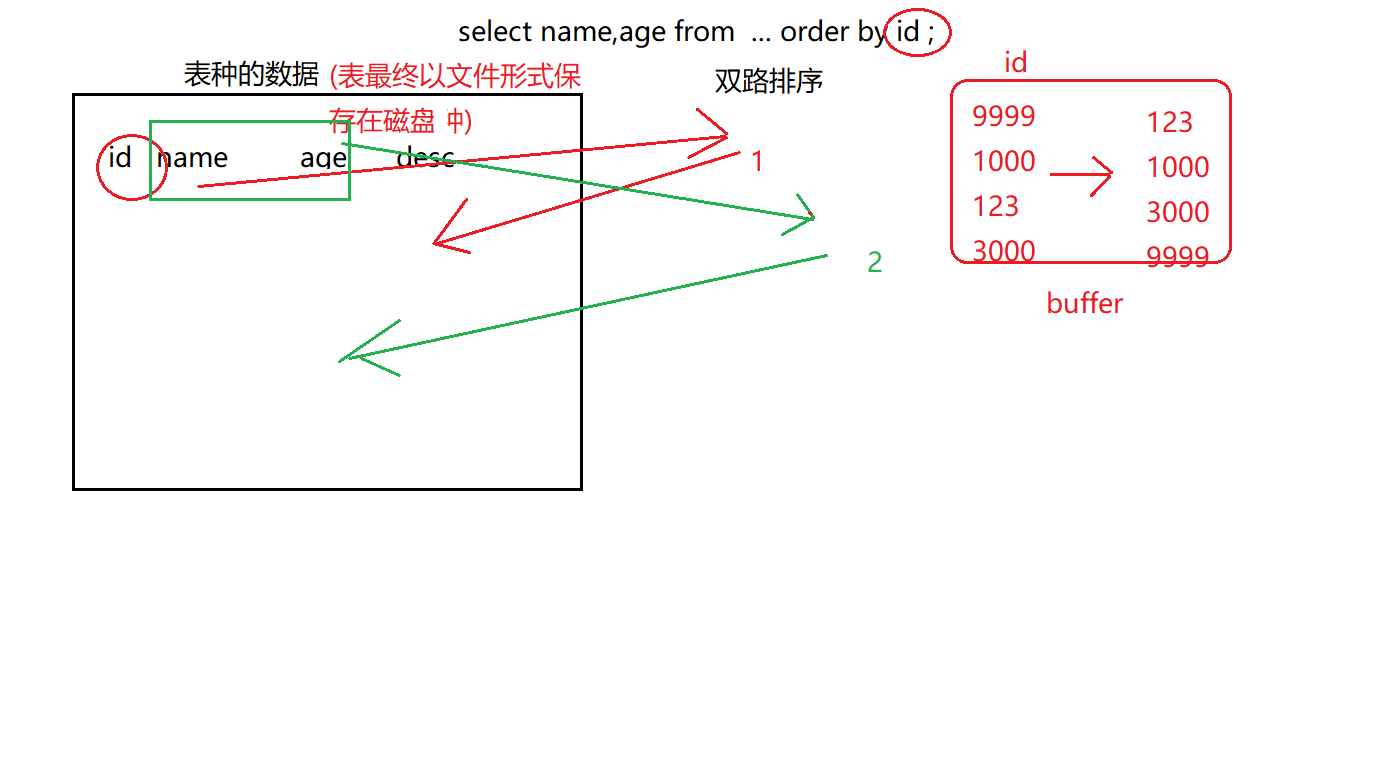 select name,age from ... order by id ;
表种的数据 (表最终以文件形式保
存在磁盘 中)
双路排序
id
id name age desc
1
2
9999
1000
123
3000
123
1000
3000
9999
buffer